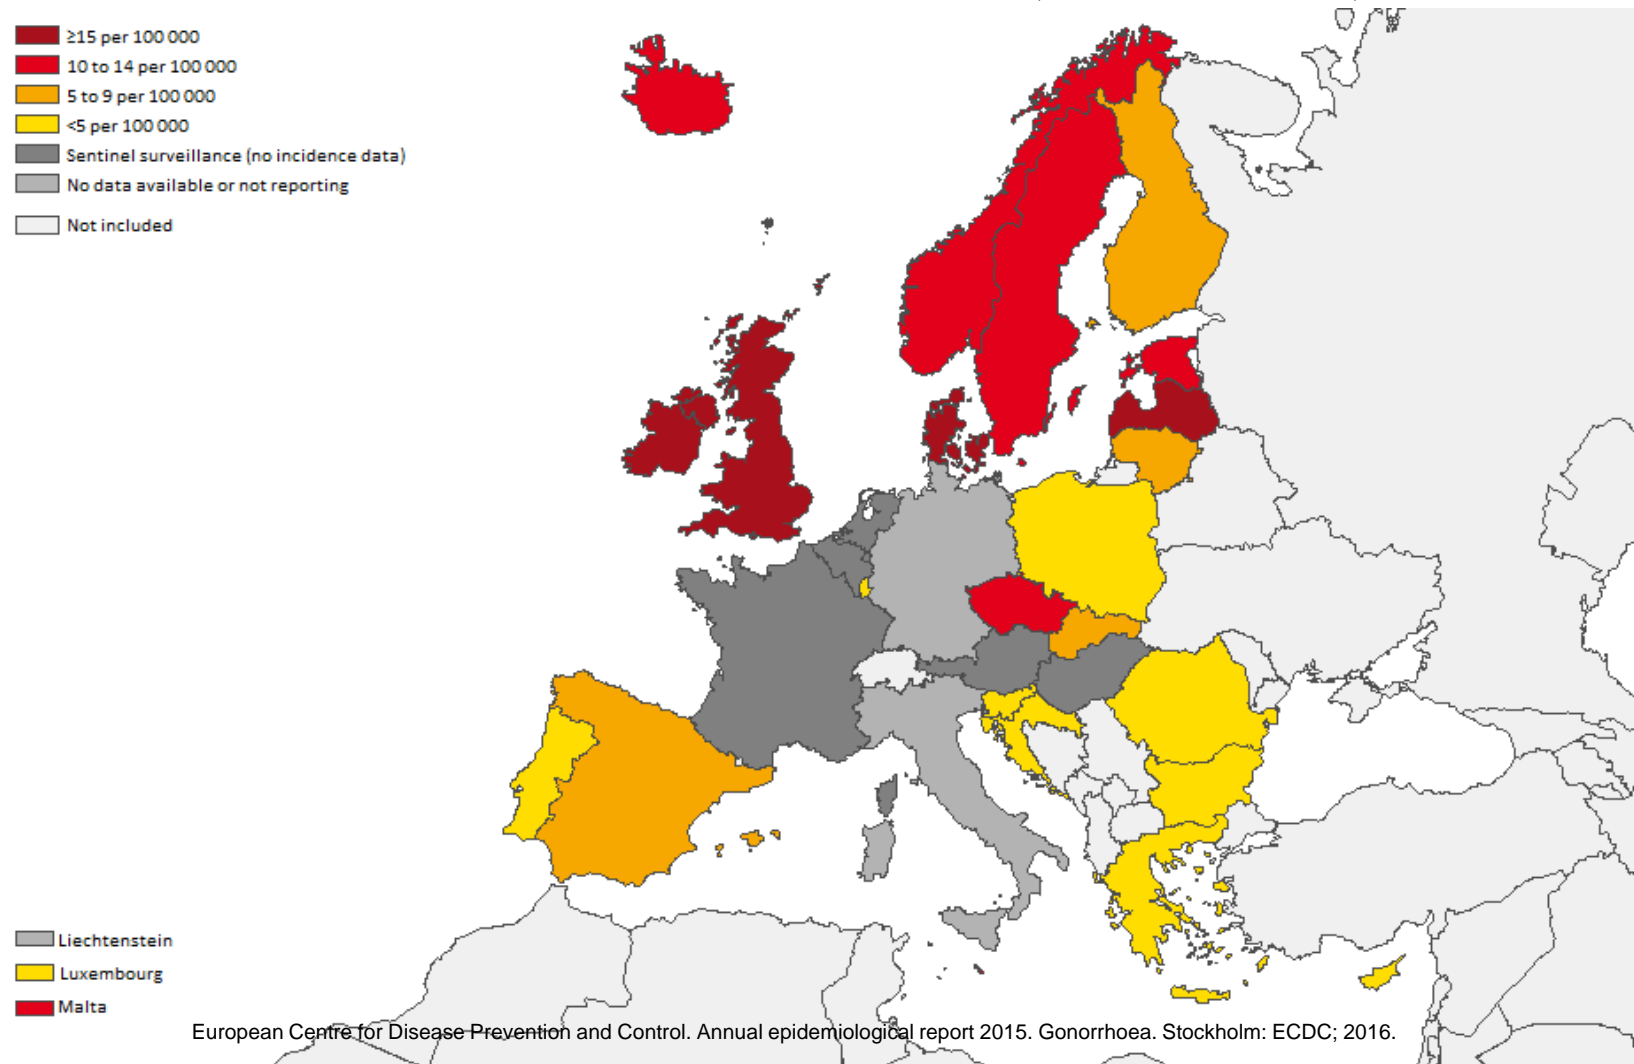 ≥15 per 100 000
10 to 14 per 100 000
5 to 9 per 100 000
<5 per 100 000
Sentinel surveillance (no incidence data)
No data available or not reporting
Not included
Liechtenstein
Luxembourg
Malta
European Centre for Disease Prevention and Control. Annual epidemiological report 2015. Gonorrhoea. Stockholm: ECDC; 2016.